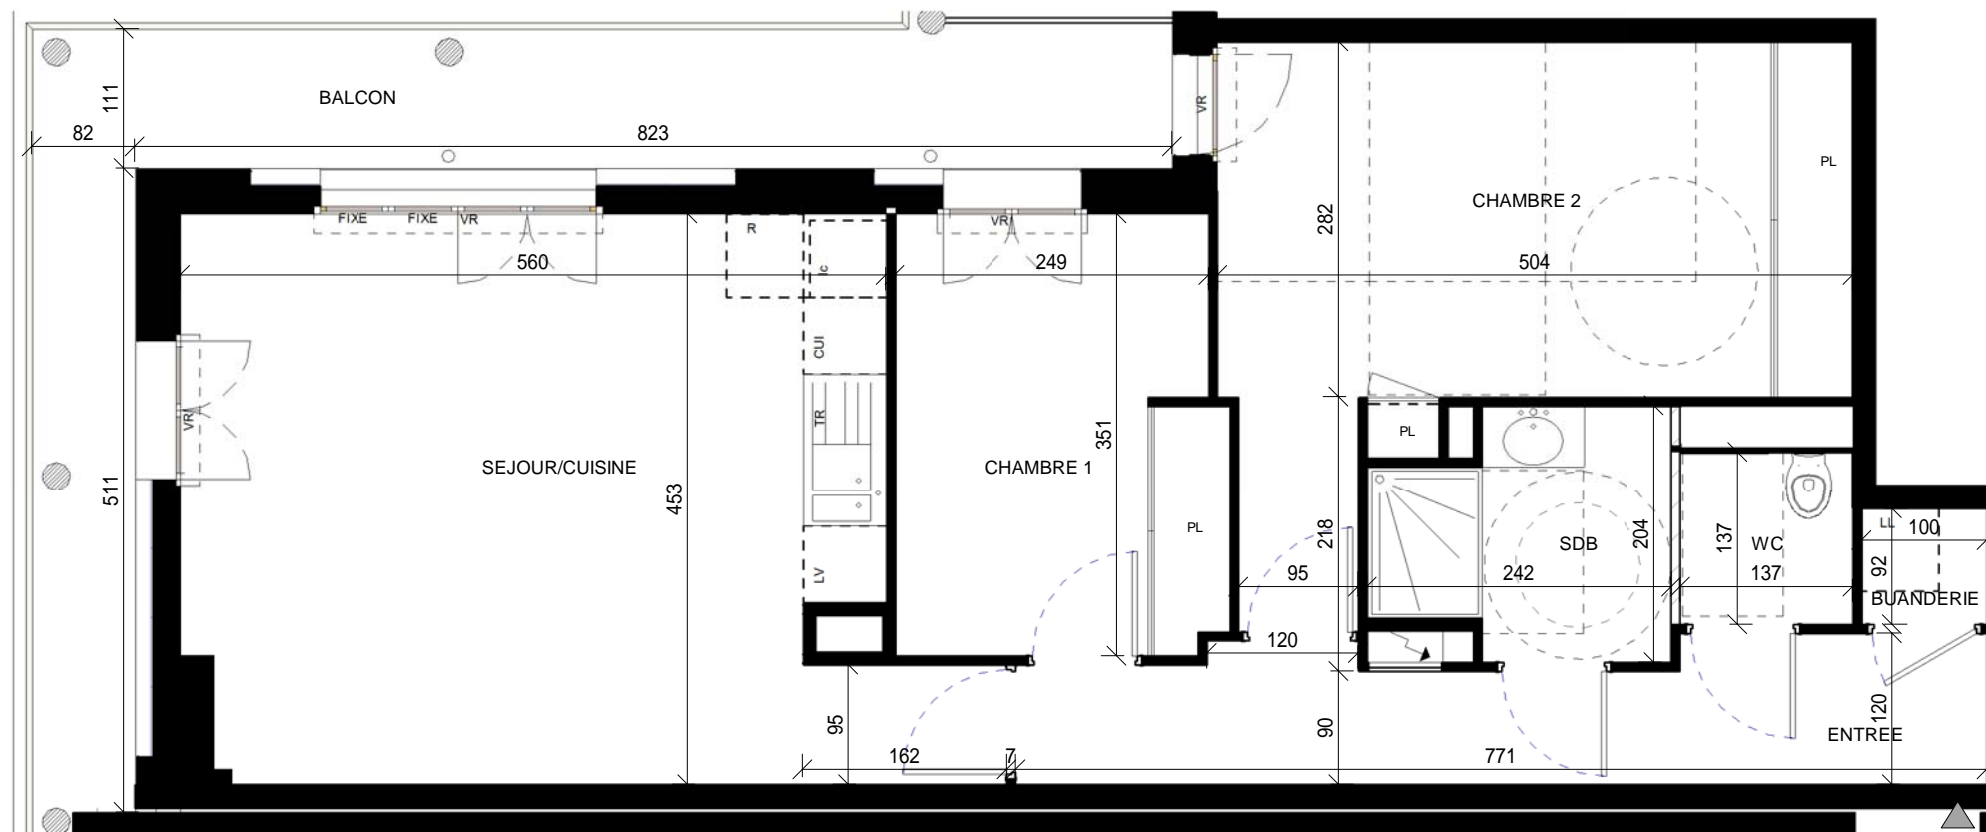 BALCON
111
82
823
VR
PL
CHAMBRE 2
282
FIXE
FIXE
VR
R
VR
560
249
504
lc
CUI
VR
TR
PL
351
SEJOUR/CUISINE
CHAMBRE 1
453
511
PL
218
SDB
204
137
WC
LL
100
92
LV
95
242
137
BUANDERIE
120
95
90
120
ENTREE
162
7
771